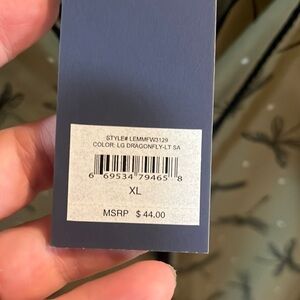 STYLE# LEMMFW3129
COLOR: LG DRAGONFLY-LT SA
6 69534 79465 8
XL
MSRP $ 44.00